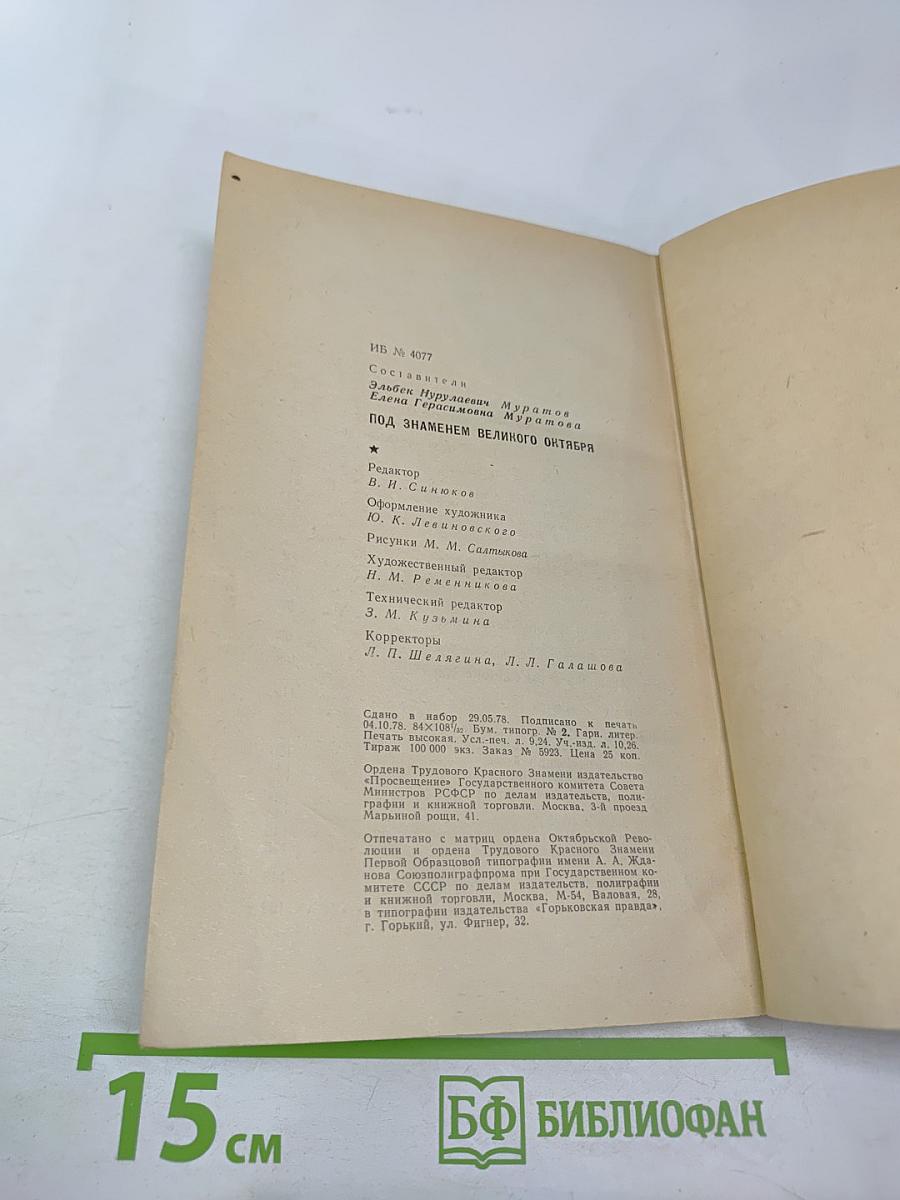 ИБ № 4077
Составители
Эльбек Нурулаевич Муратов
Елена Герасимовна Муратова
ПОД ЗНАМЕНЕМ ВЕЛИКОГО ОКТЯБРЯ
★
Редактор
В. И. Синюков
Оформление художника
Ю. К. Левиновского
Рисунки М. М. Салтыкова
Художественный редактор
Н. М. Ременникова
Технический редактор
З. М. Кузьмина
Корректоры
Л. П. Шелягина, Л. Л. Галашова
Сдано в набор 29.05.78. Подписано к печать
04.10.78. 84×108¹/₃₂ Бум. типогр. № 2. Гарн. литер.
Печать высокая. Усл.-печ. л. 9,24. Уч.-изд. л. 10,26.
Тираж 100 000 экз. Заказ № 5923. Цена 25 коп.
Ордена Трудового Красного Знамени издательство
«Просвещение» Государственного комитета Совета
Министров РСФСР по делам издательств, поли-
графии и книжной торговли. Москва, 3-й проезд
Марьиной рощи, 41.
Отпечатано с матриц ордена Октябрьской Рево-
люции и ордена Трудового Красного Знамени
Первой Образцовой типографии имени А. А. Жда-
нова Союзполиграфпрома при Государственном ко-
митете СССР по делам издательств, полиграфии
и книжной торговли, Москва, М-54, Валовая, 28,
в типографии издательства «Горьковская правда»,
г. Горький, ул. Фигнер, 32.
15 см
БФ БИБЛИОФАН